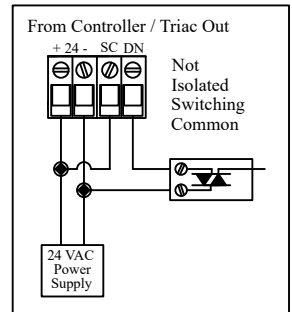 From Controller / Triac Out
+ 24 - SC DN
Not
Isolated
Switching
Common
24 VAC
Power
Supply